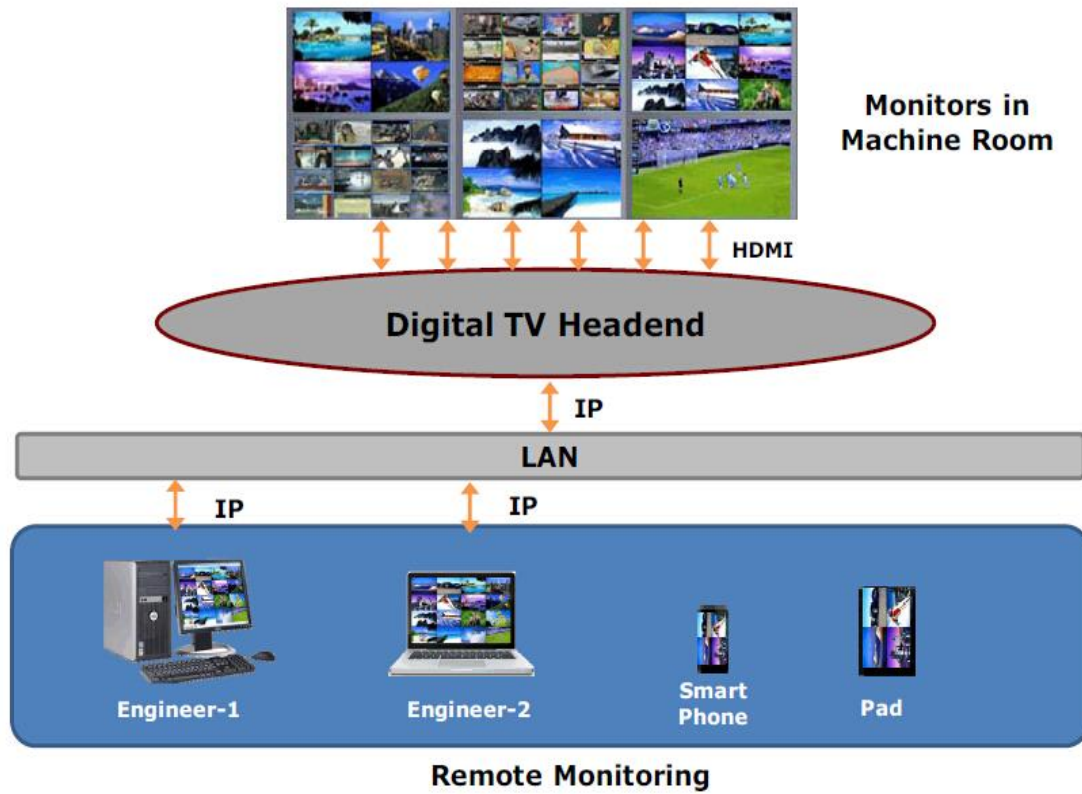 Monitors in
Machine Room
HDMI
Digital TV Headend
IP
LAN
IP
IP
Engineer-1
Engineer-2
Smart
Phone
Pad
Remote Monitoring